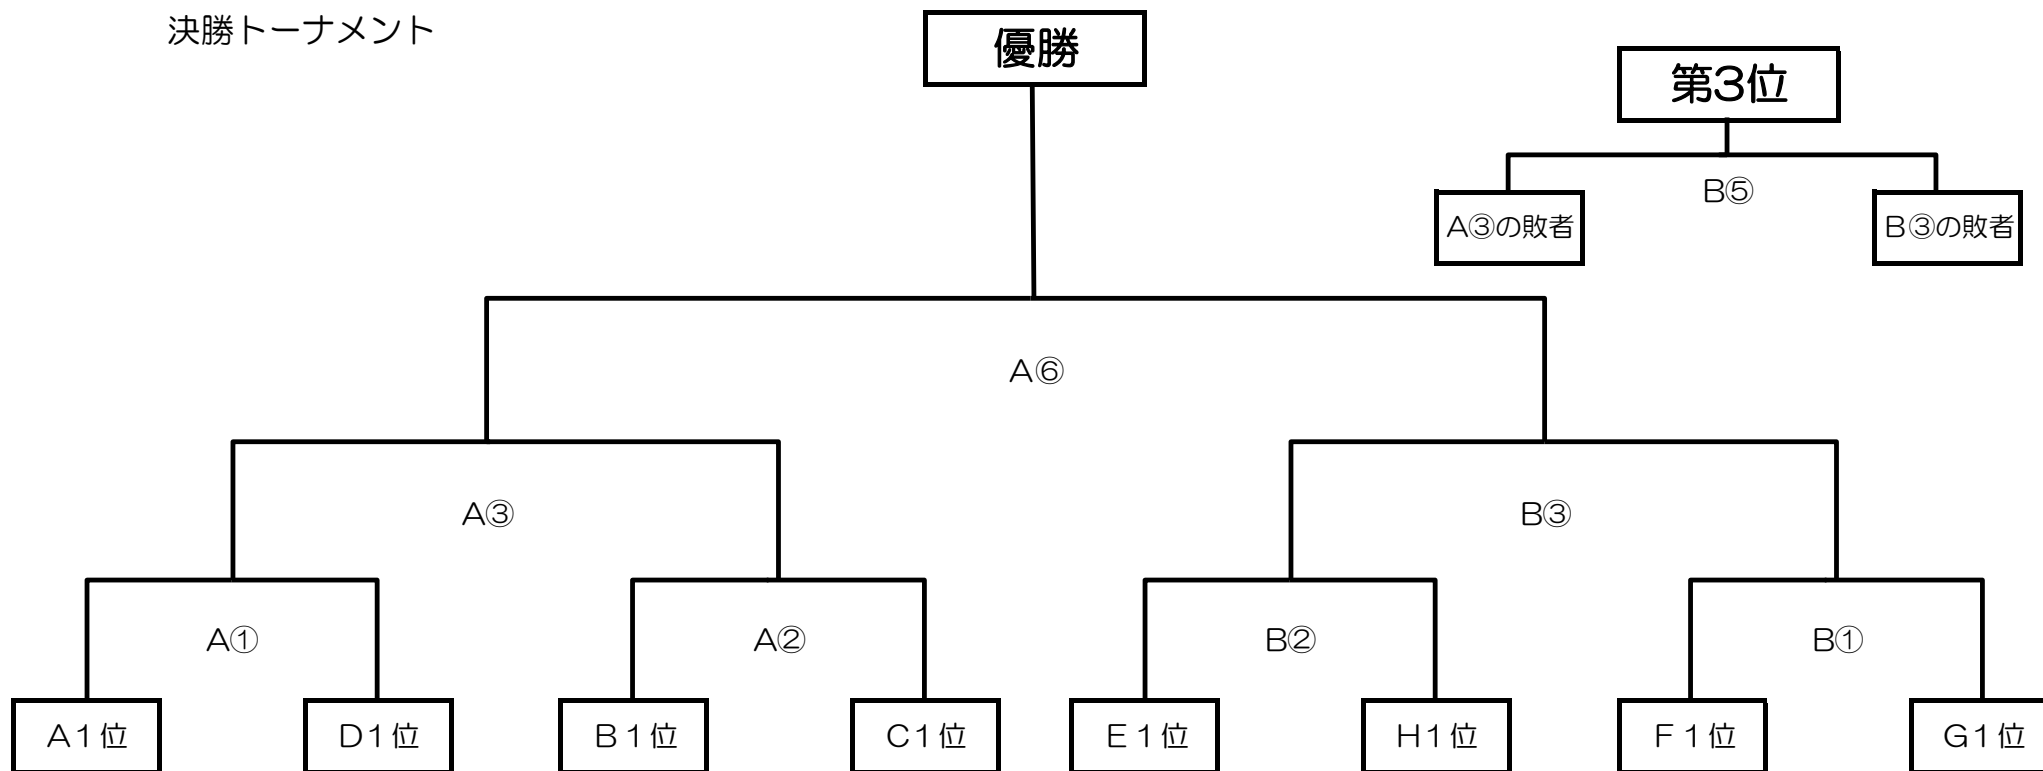 決勝トーナメント
優勝
第3位
B⑤
A③の敗者
B③の敗者
A⑥
A③
B③
A①
A②
B②
B①
A1位
D1位
B1位
C1位
E1位
H1位
F1位
G1位